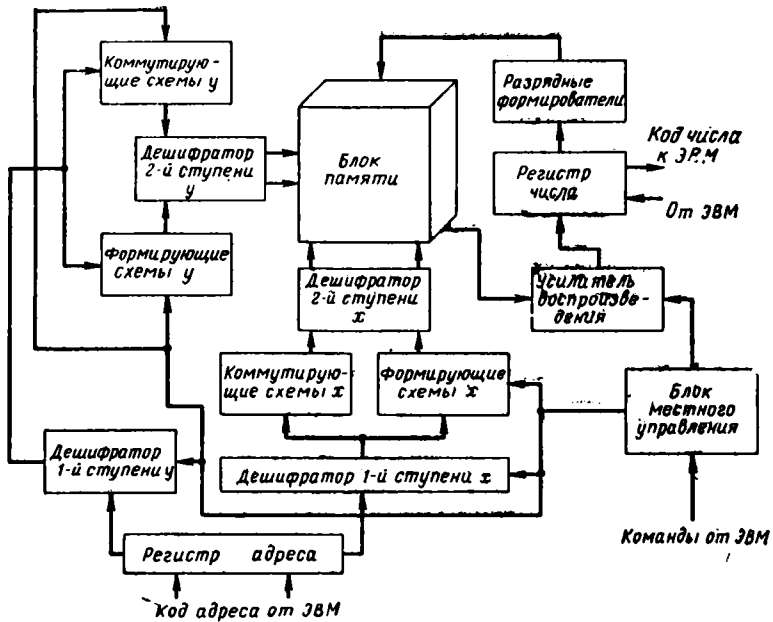 Коммутирую-
щие схемы y
Дешифратор
2-й ступени
y
Формирующие
схемы y
Блок
памяти
Разрядные
формирователи
Код числа
к ЭВМ
Регистр
числа
От ЭВМ
Дешифратор
2-й ступени
x
Усилитель
воспроизве-
дения
Коммутирую-
щие схемы x
Формирующие
схемы x
Блок
местного
управления
Дешифратор
1-й ступени y
Дешифратор 1-й ступени x
Регистр адреса
Команды от ЭВМ
Код адреса от ЭВМ